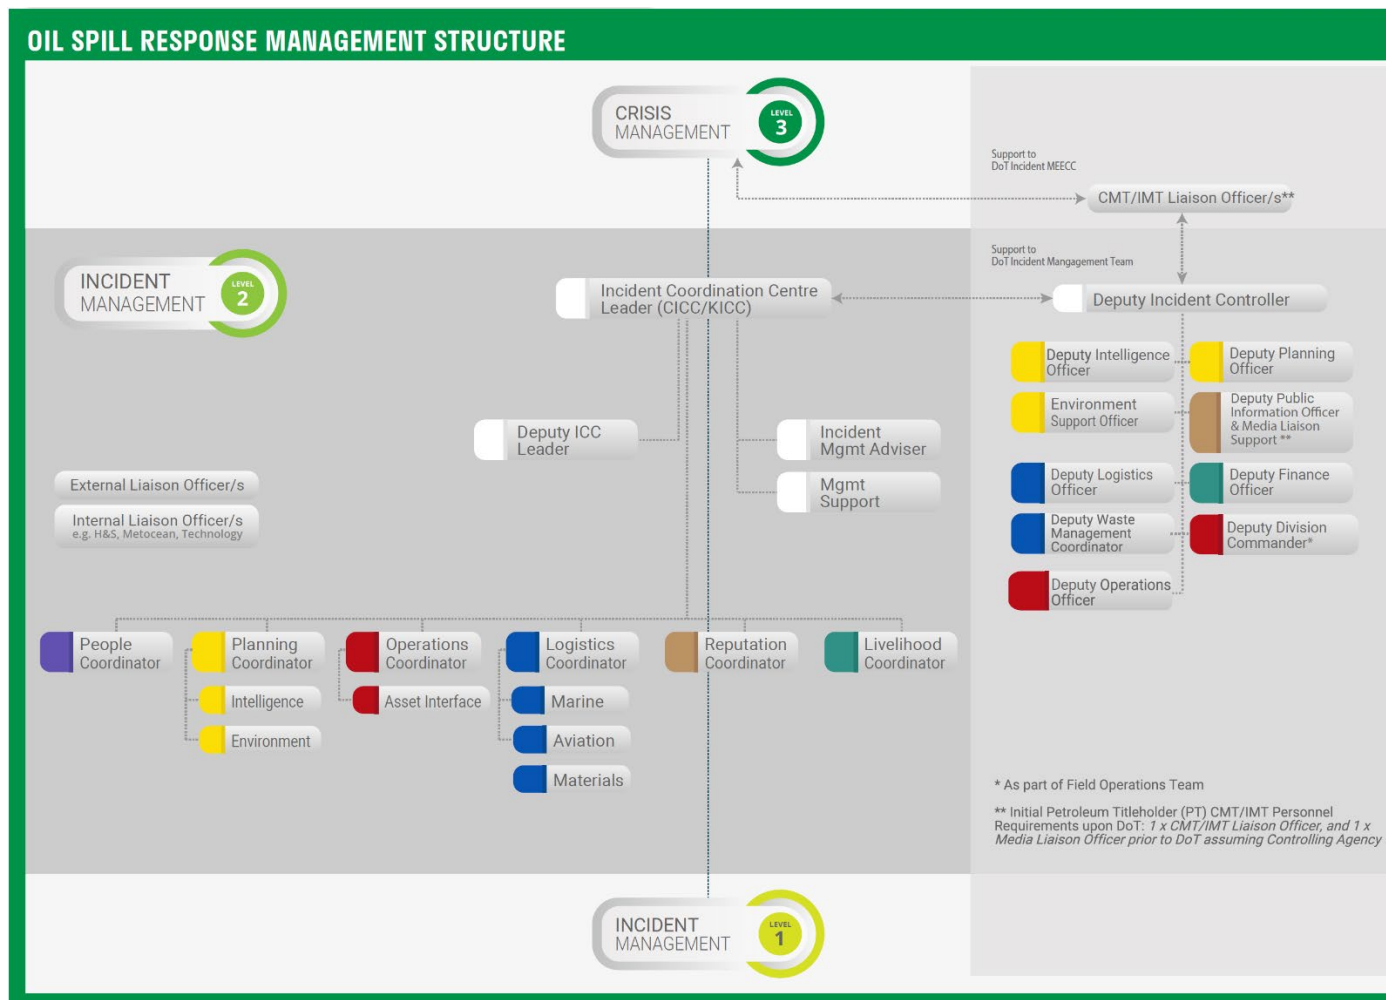 OIL SPILL RESPONSE MANAGEMENT STRUCTURE
CRISIS
MANAGEMENT
LEVEL
3
Support to
DoT Incident MEECC
CMT/IMT Liaison Officer/s**
INCIDENT
MANAGEMENT
LEVEL
2
Incident Coordination Centre
Leader (CICC/KICC)
Support to
DoT Incident Mangagement Team
Deputy Incident Controller
Deputy Intelligence
Officer
Deputy Planning
Officer
Environment
Support Officer
Deputy Public
Information Officer
& Media Liaison
Support **
Deputy ICC
Leader
Incident
Mgmt Adviser
Mgmt
Support
External Liaison Officer/s
Internal Liaison Officer/s
e.g. H&S, Metocean, Technology
Deputy Logistics
Officer
Deputy Finance
Officer
Deputy Waste
Management
Coordinator
Deputy Division
Commander*
Deputy Operations
Officer
People
Coordinator
Planning
Coordinator
Operations
Coordinator
Logistics
Coordinator
Reputation
Coordinator
Livelihood
Coordinator
Intelligence
Asset Interface
Marine
Environment
Aviation
Materials
* As part of Field Operations Team
** Initial Petroleum Titleholder (PT) CMT/IMT Personnel
Requirements upon DoT: 1 x CMT/IMT Liaison Officer, and 1 x
Media Liaison Officer prior to DoT assuming Controlling Agency
INCIDENT
MANAGEMENT
LEVEL
1